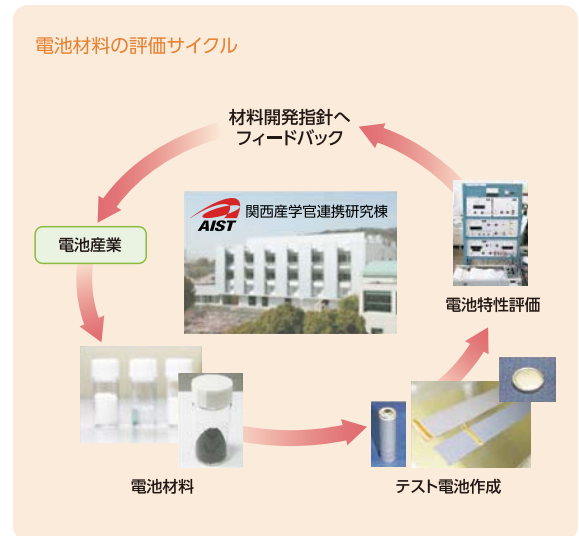 電池材料の評価サイクル
材料開発指針へ
フィードバック
AIST 関西産学官連携研究棟
電池産業
電池特性評価
電池材料
テスト電池作成